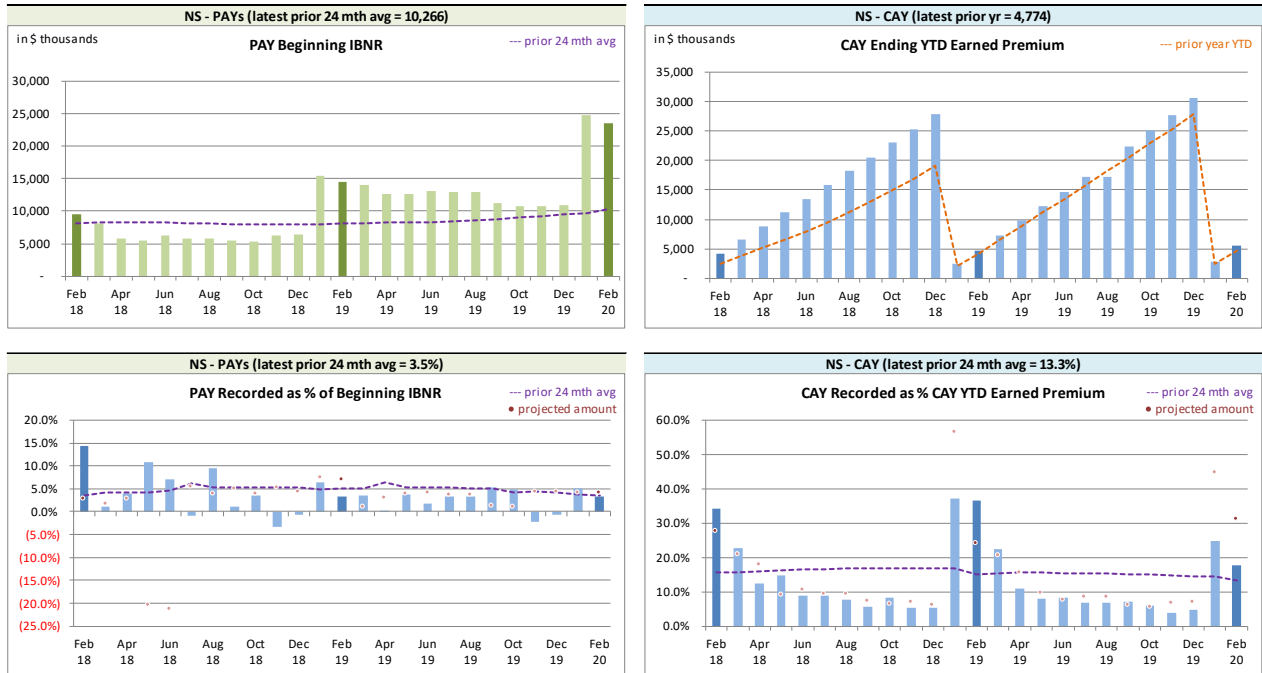 NS - PAYs (latest prior 24 mth avg = 10,266)
in $ thousands
PAY Beginning IBNR
--- prior 24 mth avg
30,000
25,000
20,000
15,000
10,000
5,000
-
Feb Apr Jun Aug Oct Dec Feb Apr Jun Aug Oct Dec Feb
18 18 18 18 18 18 19 19 19 19 19 19 20
NS - CAY (latest prior yr = 4,774)
in $ thousands
CAY Ending YTD Earned Premium
--- prior year YTD
35,000
30,000
25,000
20,000
15,000
10,000
5,000
-
Feb Apr Jun Aug Oct Dec Feb Apr Jun Aug Oct Dec Feb
18 18 18 18 18 18 19 19 19 19 19 19 20
NS - PAYs (latest prior 24 mth avg = 3.5%)
PAY Recorded as % of Beginning IBNR
--- prior 24 mth avg
• projected amount
20.0%
15.0%
10.0%
5.0%
0.0%
(5.0%)
(10.0%)
(15.0%)
(20.0%)
(25.0%)
Feb Apr Jun Aug Oct Dec Feb Apr Jun Aug Oct Dec Feb
18 18 18 18 18 18 19 19 19 19 19 19 20
NS - CAY (latest prior 24 mth avg = 13.3%)
CAY Recorded as % CAY YTD Earned Premium
--- prior 24 mth avg
• projected amount
60.0%
50.0%
40.0%
30.0%
20.0%
10.0%
0.0%
Feb Apr Jun Aug Oct Dec Feb Apr Jun Aug Oct Dec Feb
18 18 18 18 18 18 19 19 19 19 19 19 20